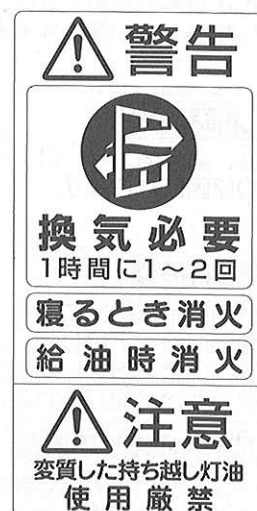 警告
換気必要
1時間に1～2回
寝るとき消火
給油時消火
注意
変質した持ち越し灯油
使用厳禁